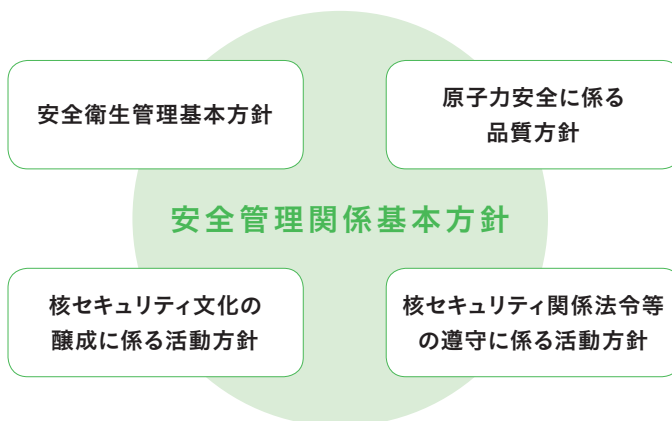 安全衛生管理基本方針
原子力安全に係る
品質方針
安全管理関係基本方針
核セキュリティ文化の
醸成に係る活動方針
核セキュリティ関係法令等
の遵守に係る活動方針